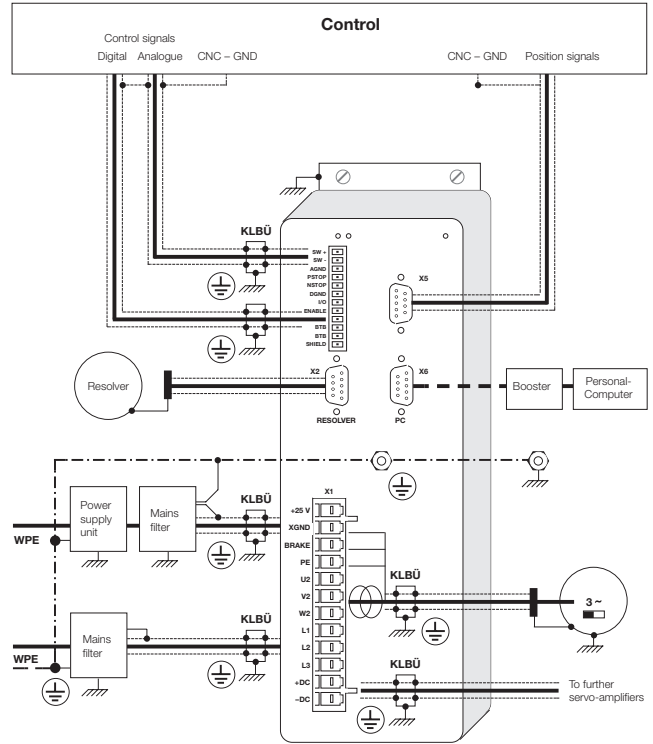 Control
Control signals
Digital Analogue CNC – GND
CNC – GND Position signals
KLBÜ
SW +
SW -
AGND
PSTOP
NSTOP
DGND
I/O
ENABLE
BTB
BTB
SHIELD
X5
KLBÜ
Resolver
X2
RESOLVER
X6
PC
Booster
Personal-
Computer
Power
supply
unit
Mains
filter
KLBÜ
WPE
X1
+25 V
XGND
BRAKE
PE
U2
V2
W2
L1
L2
L3
+DC
–DC
KLBÜ
3 ~
Mains
filter
KLBÜ
WPE
KLBÜ
To further
servo-amplifiers